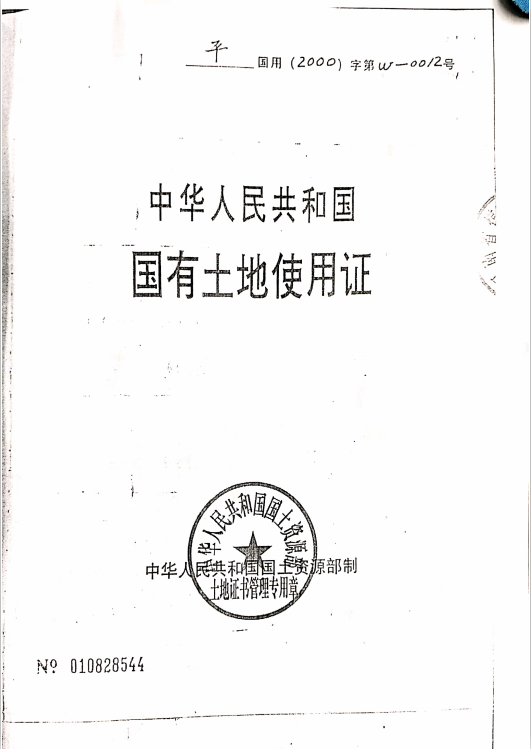 平 国用（2000）字第W—0012号
中华人民共和国
国有土地使用证
中华人民共和国国土资源部
中华人民共和国国土资源部制
土地证书管理专用章
Nº 010828544